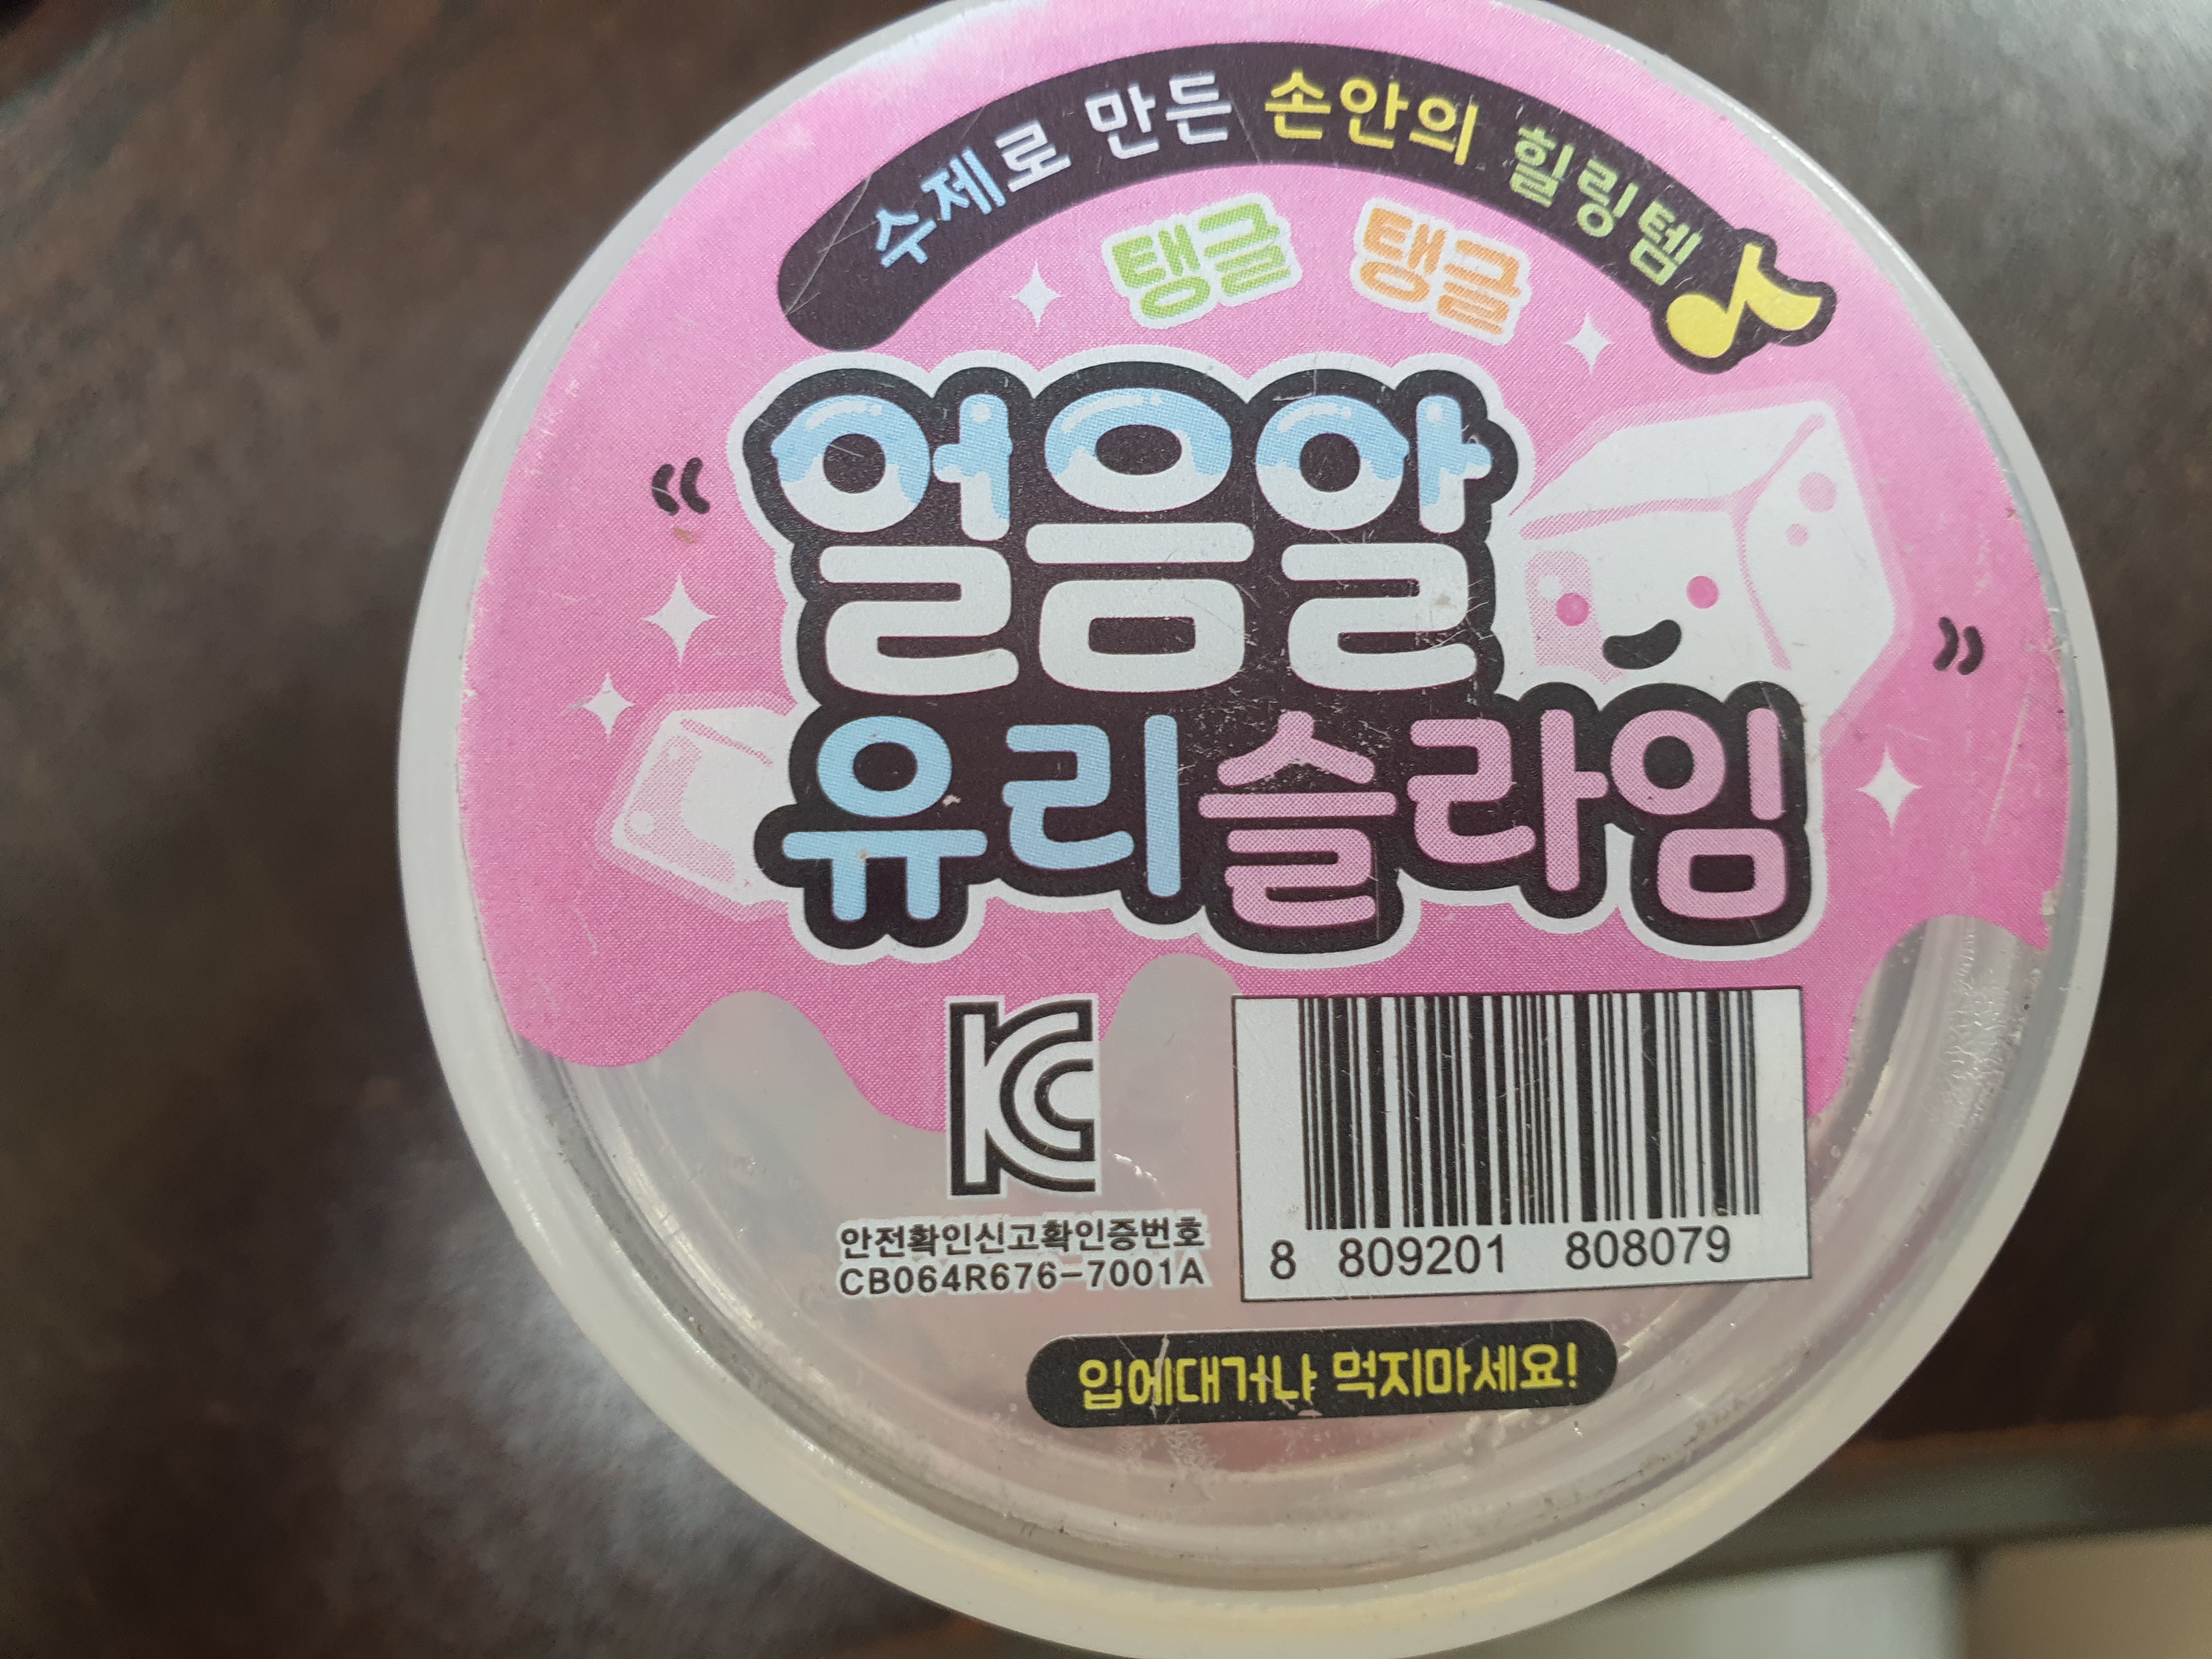 수제로 만든 손안의 힐링템
탱글 탱글
얼음알
유리슬라임
KC
안전확인신고확인증번호
CB064R676-7001A
8 809201 808079
입에대거나 먹지마세요!